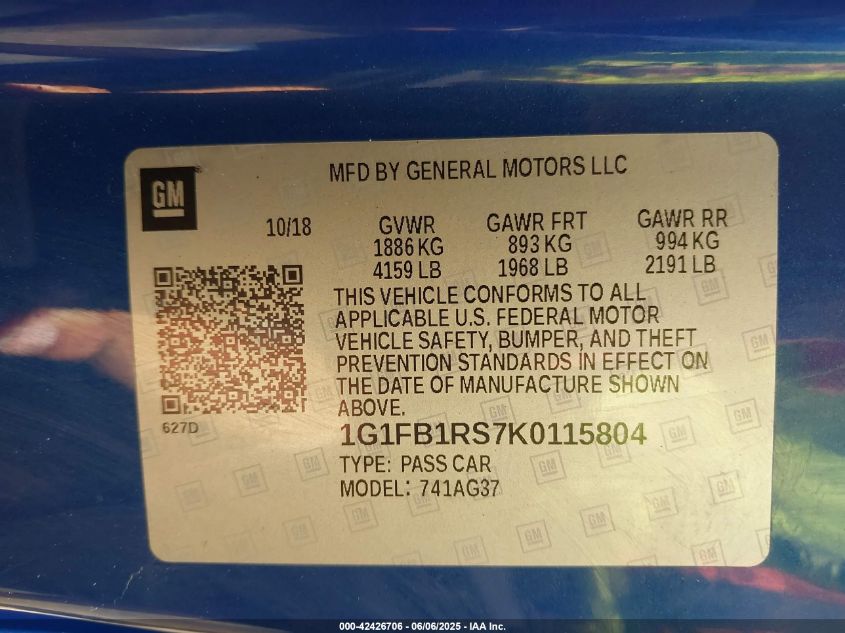 MFD BY GENERAL MOTORS LLC
GM
10/18 GVWR GAWR FRT GAWR RR
1886 KG 893 KG 994 KG
4159 LB 1968 LB 2191 LB
THIS VEHICLE CONFORMS TO ALL
APPLICABLE U.S. FEDERAL MOTOR
VEHICLE SAFETY, BUMPER, AND THEFT
PREVENTION STANDARDS IN EFFECT ON
THE DATE OF MANUFACTURE SHOWN
ABOVE.
627D
1G1FB1RS7K0115804
TYPE: PASS CAR
MODEL: 741AG37
000-42426706 - 06/06/2025 - IAA Inc.